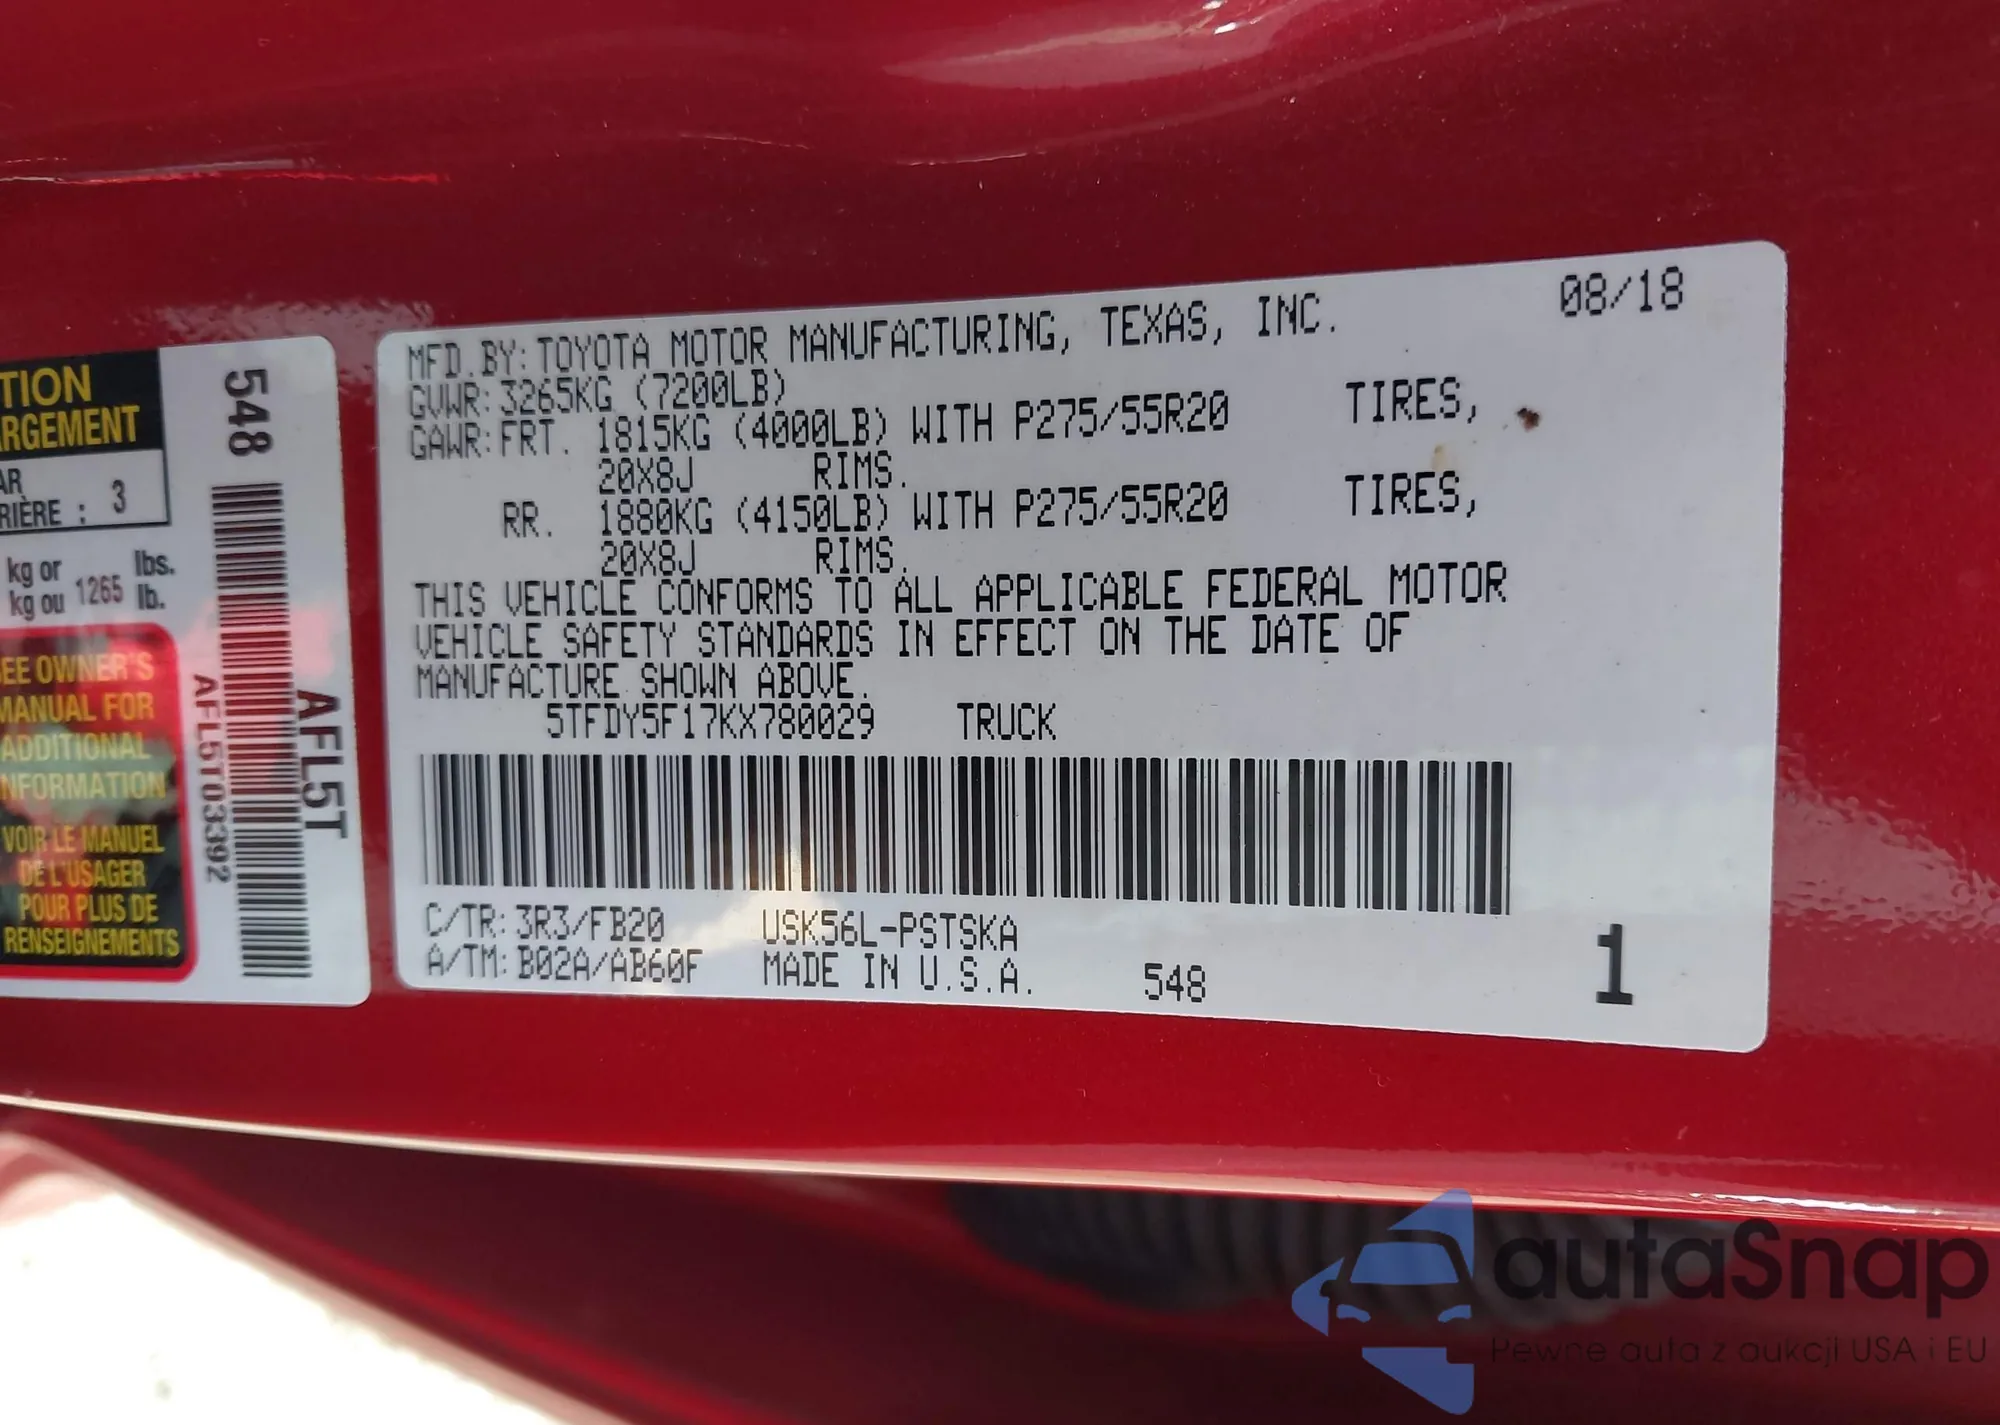 TION
ARGEMENT
AR
RIÈRE : 3
kg or lbs.
kg ou 1265 lb.
SEE OWNER'S
MANUAL FOR
ADDITIONAL
INFORMATION
VOIR LE MANUEL
DE L'USAGER
POUR PLUS DE
RENSEIGNEMENTS
548
AFL5T03392
AFL5T
08/18
MFD.BY: TOYOTA MOTOR MANUFACTURING, TEXAS, INC.
GVWR: 3265KG (7200LB)
GAWR: FRT. 1815KG (4000LB) WITH P275/55R20 TIRES,
20X8J RIMS.
RR. 1880KG (4150LB) WITH P275/55R20 TIRES,
20X8J RIMS.
THIS VEHICLE CONFORMS TO ALL APPLICABLE FEDERAL MOTOR
VEHICLE SAFETY STANDARDS IN EFFECT ON THE DATE OF
MANUFACTURE SHOWN ABOVE.
5TFDY5F17KX780029 TRUCK
C/TR: 3R3/FB20 USK56L-PSTSKA
A/TM: B02A/AB60F MADE IN U.S.A. 548 1
autaSnap
Pewne auta z aukcji USA i EU